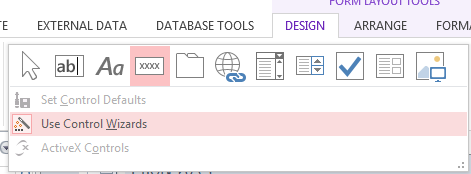 FORM LAYOUT TOOLS
TE EXTERNAL DATA DATABASE TOOLS DESIGN ARRANGE FORMA
ab Aa xxxx
Set Control Defaults
Use Control Wizards
ActiveX Controls